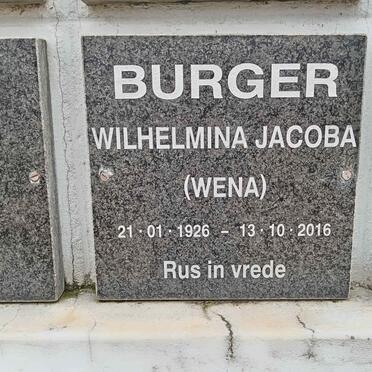 BURGER
WILHELMINA JACOBA
(WENA)
21 · 01 · 1926 – 13 · 10 · 2016
Rus in vrede